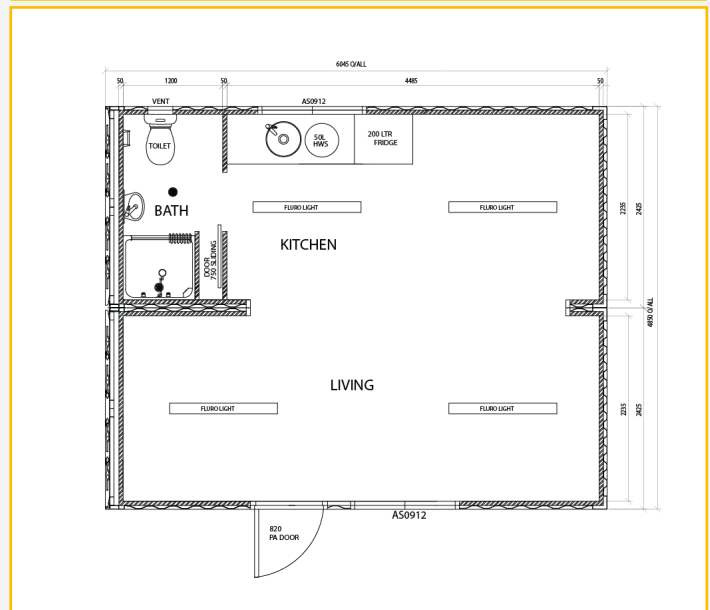 6045 O/ALL
50
1200
50
4485
50
VENT
AS0912
TOILET
50L
HWS
200 LTR
FRIDGE
BATH
FLURO LIGHT
FLURO LIGHT
KITCHEN
DOOR
750 SLIDING
2235
2425
4850 O/ALL
LIVING
FLURO LIGHT
FLURO LIGHT
2235
2425
AS0912
820
PA DOOR